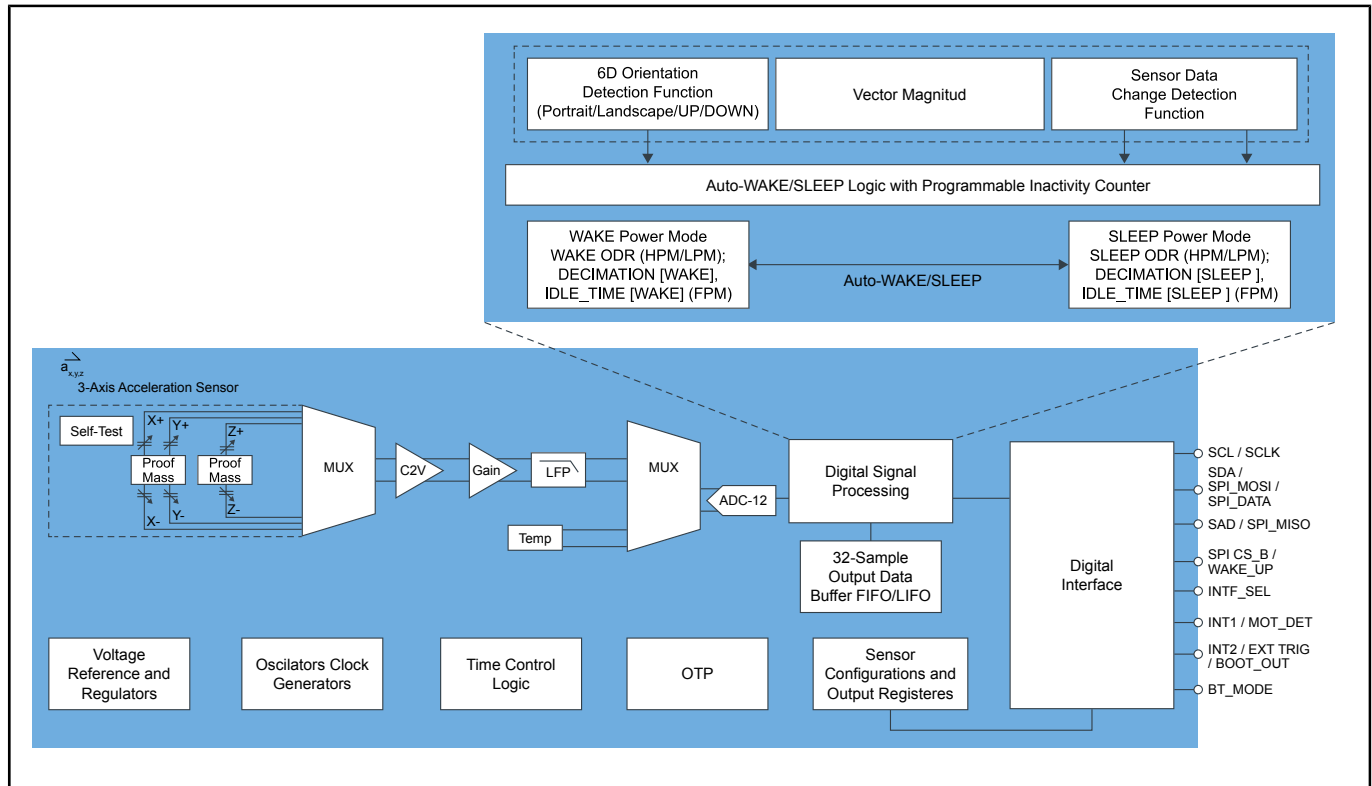 6D Orientation
Detection Function
(Portrait/Landscape/UP/DOWN)
Vector Magnitud
Sensor Data
Change Detection
Function
Auto-WAKE/SLEEP Logic with Programmable Inactivity Counter
WAKE Power Mode
WAKE ODR (HPM/LPM);
DECIMATION [WAKE],
IDLE_TIME [WAKE] (FPM)
Auto-WAKE/SLEEP
SLEEP Power Mode
SLEEP ODR (HPM/LPM);
DECIMATION [SLEEP ],
IDLE_TIME [SLEEP ] (FPM)
a x,y,z
3-Axis Acceleration Sensor
Self-Test
X+
Y+
Z+
Proof
Mass
Proof
Mass
X-
Y-
Z-
MUX
C2V
Gain
LFP
Temp
MUX
ADC-12
Digital Signal
Processing
32-Sample
Output Data
Buffer FIFO/LIFO
Digital
Interface
SCL / SCLK
SDA /
SPI_MOSI /
SPI_DATA
SAD / SPI_MISO
SPI CS_B /
WAKE_UP
INTF_SEL
INT1 / MOT_DET
INT2 / EXT TRIG
/ BOOT_OUT
BT_MODE
Voltage
Reference and
Regulators
Oscilators Clock
Generators
Time Control
Logic
OTP
Sensor
Configurations and
Output Registeres